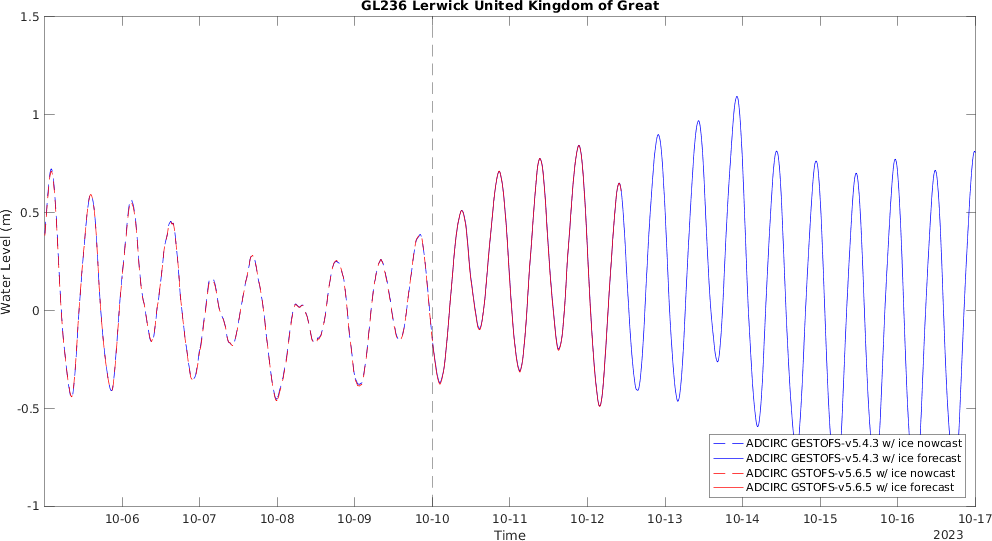 GL236 Lerwick United Kingdom of Great
1.5
1
0.5
0
-0.5
-1
Water Level (m)
10-06 10-07 10-08 10-09 10-10 10-11 10-12 10-13 10-14 10-15 10-16 10-17
Time
2023
ADCIRC GESTOFS-v5.4.3 w/ ice nowcast
ADCIRC GESTOFS-v5.4.3 w/ ice forecast
ADCIRC GSTOFS-v5.6.5 w/ ice nowcast
ADCIRC GSTOFS-v5.6.5 w/ ice forecast